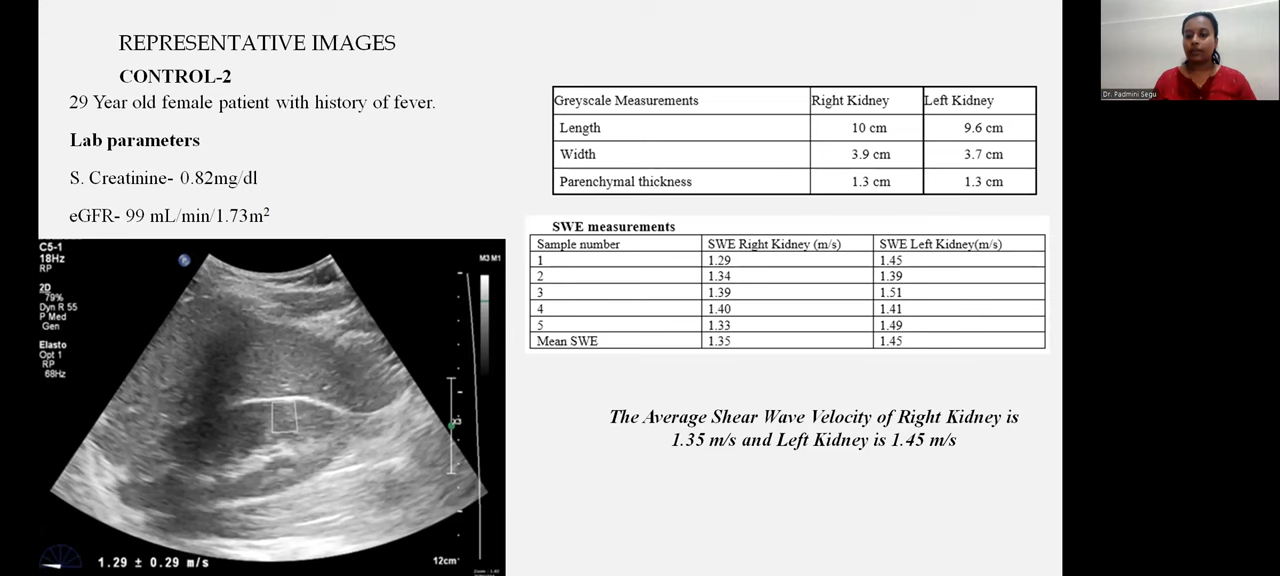 REPRESENTATIVE IMAGES
CONTROL-2
29 Year old female patient with history of fever.
Lab parameters
S. Creatinine- 0.82mg/dl
eGFR- 99 mL/min/1.73m²
Greyscale Measurements Right Kidney Left Kidney
Length 10 cm 9.6 cm
Width 3.9 cm 3.7 cm
Parenchymal thickness 1.3 cm 1.3 cm
SWE measurements
Sample number SWE Right Kidney (m/s) SWE Left Kidney(m/s)
1 1.29 1.45
2 1.34 1.39
3 1.39 1.51
4 1.40 1.41
5 1.33 1.49
Mean SWE 1.35 1.45
The Average Shear Wave Velocity of Right Kidney is
1.35 m/s and Left Kidney is 1.45 m/s
C5-1
18Hz
RP
2D
79%
Dyn R 55
P Med
Gen
Elasto
Opt 1
RP
68Hz
P
M3 M1
1.29 ± 0.29 m/s
12cm
Dr. Padmini Segu